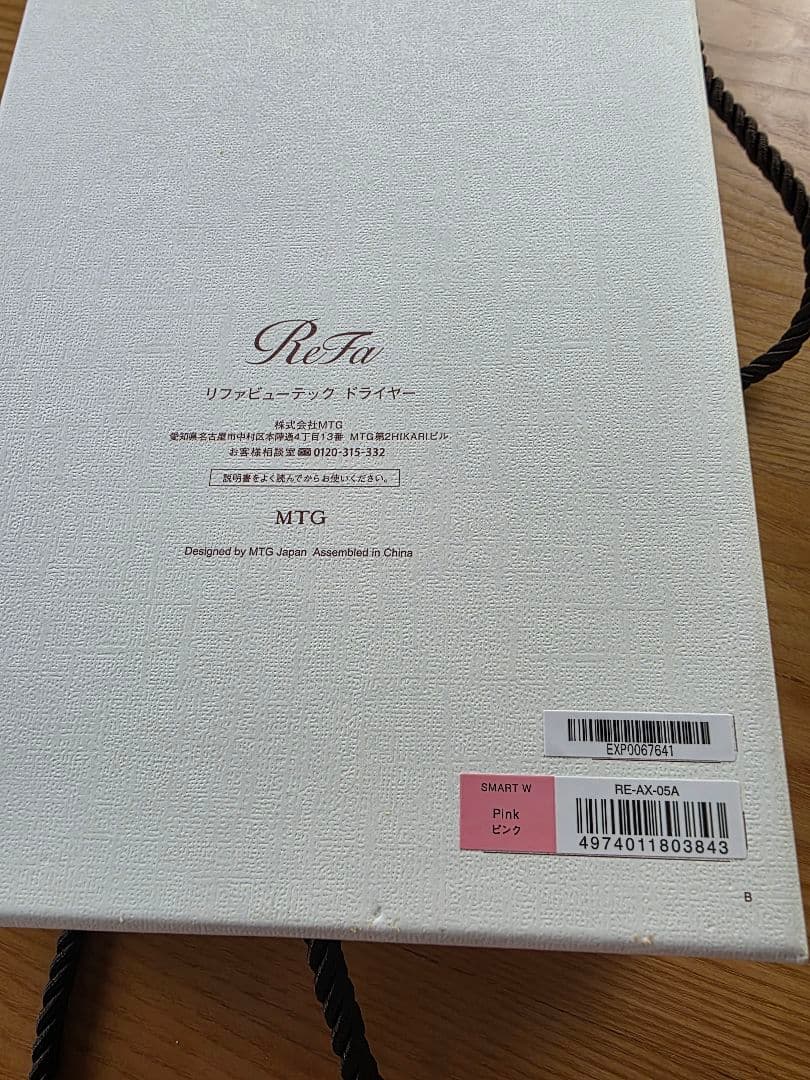 ReFa
リファビューテック ドライヤー
株式会社MTG
愛知県名古屋市中村区本陣通4丁目13番 MTG第2HIKARIビル
お客様相談室 0120-315-332
説明書をよく読んでからお使いください。
MTG
Designed by MTG Japan Assembled in China
EXP0067641
SMART W
Pink
ピンク
RE-AX-05A
4974011803843
B